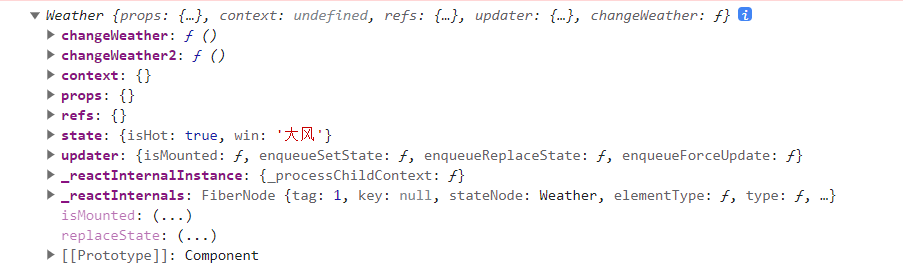 Weather {props: {…}, context: undefined, refs: {…}, updater: {…}, changeWeather: ƒ} i
changeWeather: ƒ ()
changeWeather2: ƒ ()
context: {}
props: {}
refs: {}
state: {isHot: true, win: '大风'}
updater: {isMounted: ƒ, enqueueSetState: ƒ, enqueueReplaceState: ƒ, enqueueForceUpdate: ƒ}
_reactInternalInstance: {_processChildContext: ƒ}
_reactInternals: FiberNode {tag: 1, key: null, stateNode: Weather, elementType: ƒ, type: ƒ, …}
isMounted: (...)
replaceState: (...)
[[Prototype]]: Component